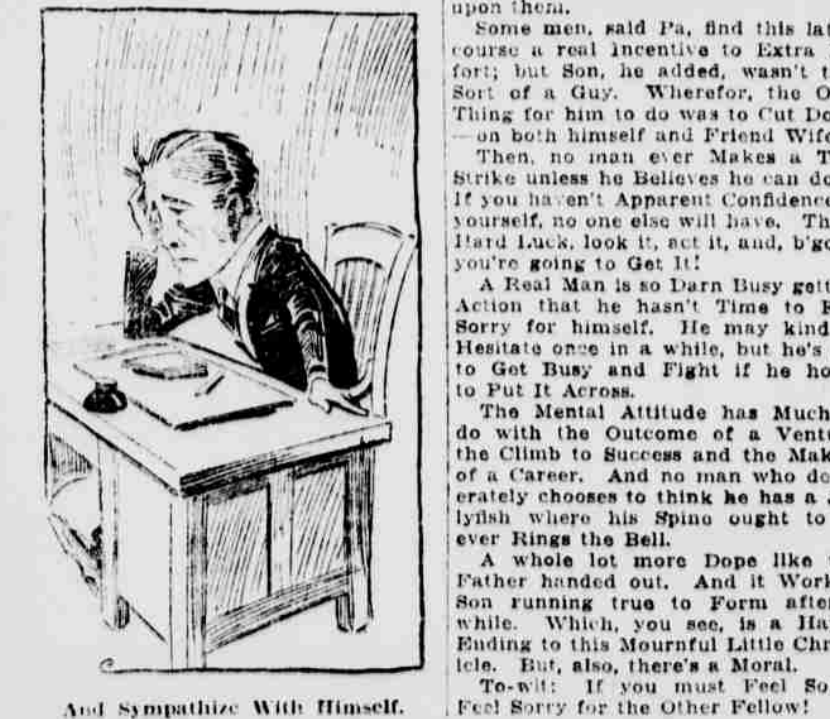 And Sympathize With Himself.
upon them.
Some men, said Pa, find this lat
course a real Incentive to Extra
fort; but Son, he added, wasn't t
Sort of a Guy. Wherefor, the O
Thing for him to do was to Cut Do
—on both himself and Friend Wife
Then, no man ever Makes a T
Strike unless he Believes he can do
If you haven't Apparent Confidence
yourself, no one else will have. Th
Hard Luck, look it, act it, and, b'go
you're going to Get It!
A Real Man is so Darn Busy gett
Action that he hasn't Time to F
Sorry for himself. He may kind
Hesitate once in a while, but he's
to Get Busy and Fight if he ho
to Put It Across.
The Mental Attitude has Much
do with the Outcome of a Vent
the Climb to Success and the Mak
of a Career. And no man who de
erately chooses to think he has a
lyfish where his Spine ought to
ever Rings the Bell.
A whole lot more Dope like
Father handed out. And it Work
Son running true to Form afte
while. Which, you see, is a Ha
Ending to this Mournful Little Chr
icle. But, also, there's a Moral.
To-wit: If you must Feel So
Feel Sorry for the Other Fellow!